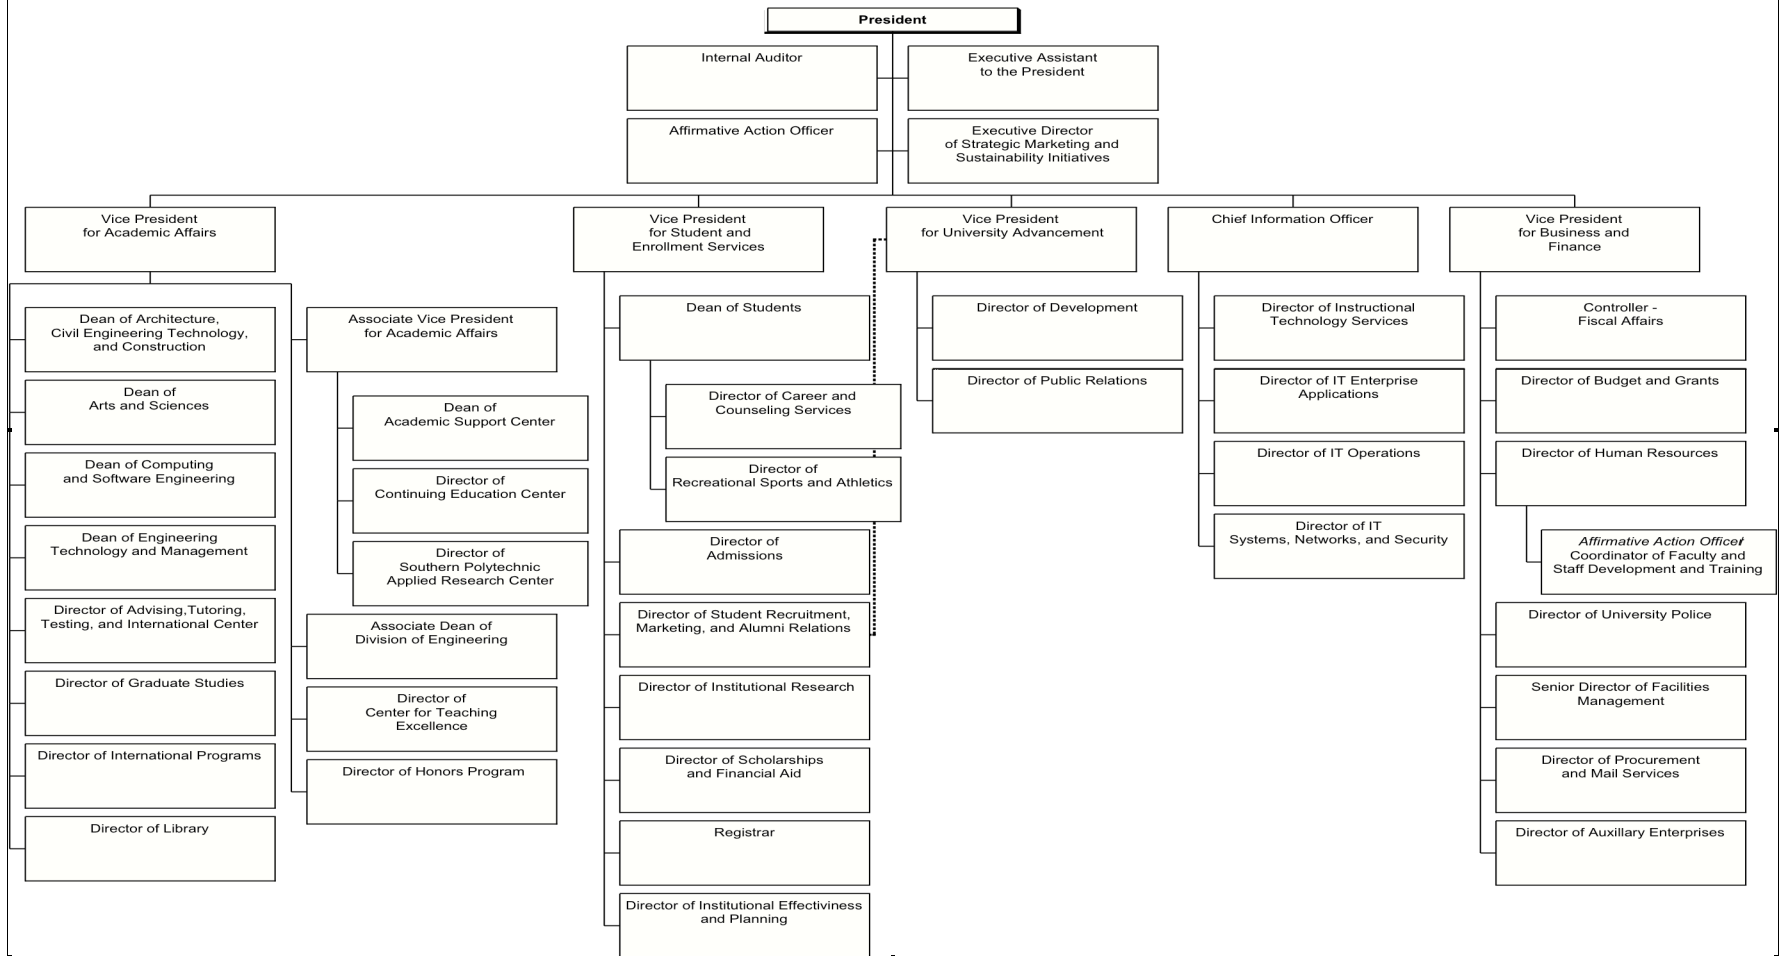 President
Internal Auditor
Executive Assistant
to the President
Affirmative Action Officer
Executive Director
of Strategic Marketing and
Sustainability Initiatives
Vice President
for Academic Affairs
Vice President
for Student and
Enrollment Services
Vice President
for University Advancement
Chief Information Officer
Vice President
for Business and
Finance
Dean of Architecture,
Civil Engineering Technology,
and Construction
Dean of
Arts and Sciences
Dean of Computing
and Software Engineering
Dean of Engineering
Technology and Management
Director of Advising,Tutoring,
Testing, and International Center
Director of Graduate Studies
Director of International Programs
Director of Library
Associate Vice President
for Academic Affairs
Dean of
Academic Support Center
Director of
Continuing Education Center
Director of
Southern Polytechnic
Applied Research Center
Associate Dean of
Division of Engineering
Director of
Center for Teaching
Excellence
Director of Honors Program
Dean of Students
Director of Career and
Counseling Services
Director of
Recreational Sports and Athletics
Director of
Admissions
Director of Student Recruitment,
Marketing, and Alumni Relations
Director of Institutional Research
Director of Scholarships
and Financial Aid
Registrar
Director of Institutional Effectiviness
and Planning
Director of Development
Director of Public Relations
Director of Instructional
Technology Services
Director of IT Enterprise
Applications
Director of IT Operations
Director of IT
Systems, Networks, and Security
Controller -
Fiscal Affairs
Director of Budget and Grants
Director of Human Resources
Affirmative Action Officer/
Coordinator of Faculty and
Staff Development and Training
Director of University Police
Senior Director of Facilities
Management
Director of Procurement
and Mail Services
Director of Auxillary Enterprises